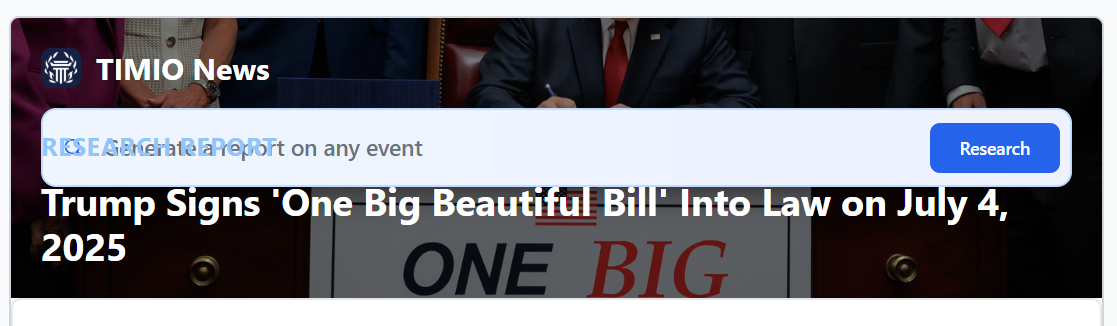 TIMIO News
RESEARCH REPORT
Generate a report on any event
Research
Trump Signs 'One Big Beautiful Bill' Into Law on July 4,
2025
ONE BIG